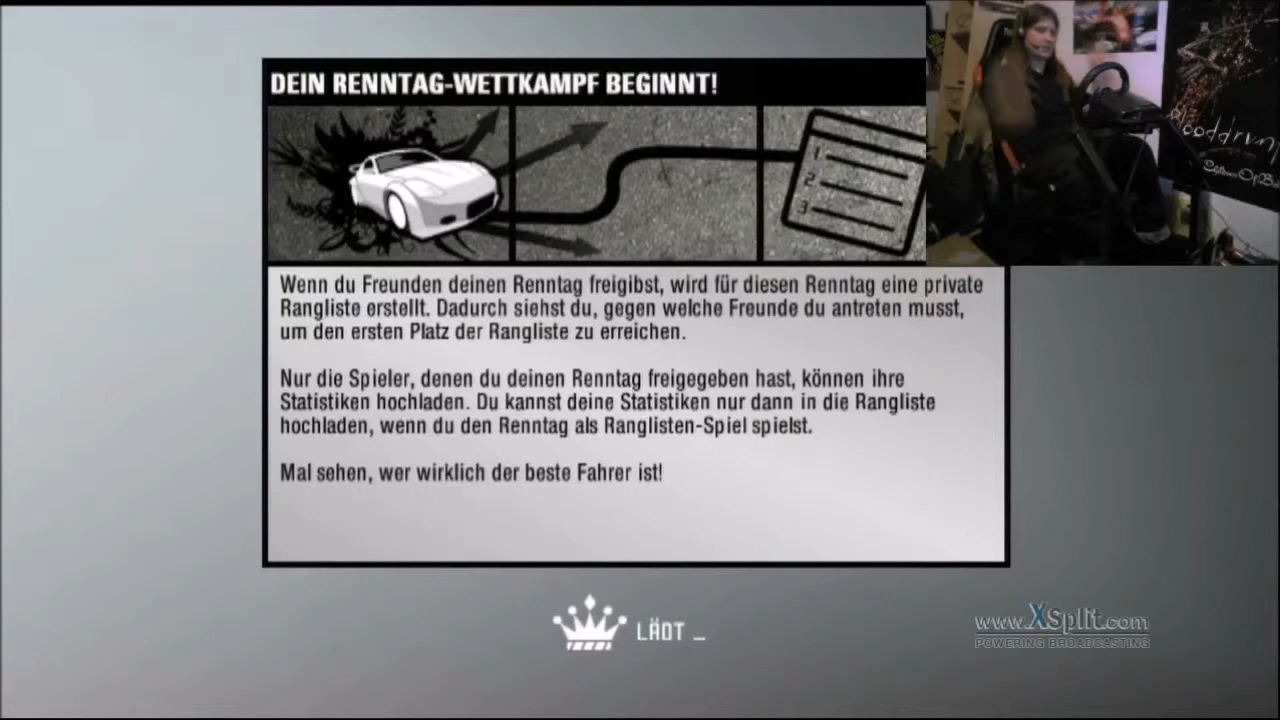 DEIN RENNTAG-WETTKAMPF BEGINNT!
1
2
3
Wenn du Freunden deinen Renntag freigibst, wird für diesen Renntag eine private
Rangliste erstellt. Dadurch siehst du, gegen welche Freunde du antreten musst,
um den ersten Platz der Rangliste zu erreichen.
Nur die Spieler, denen du deinen Renntag freigegeben hast, können ihre
Statistiken hochladen. Du kannst deine Statistiken nur dann in die Rangliste
hochladen, wenn du den Renntag als Ranglisten-Spiel spielst.
Mal sehen, wer wirklich der beste Fahrer ist!
LÄDT _
www.XSplit.com
POWERING BROADCASTING